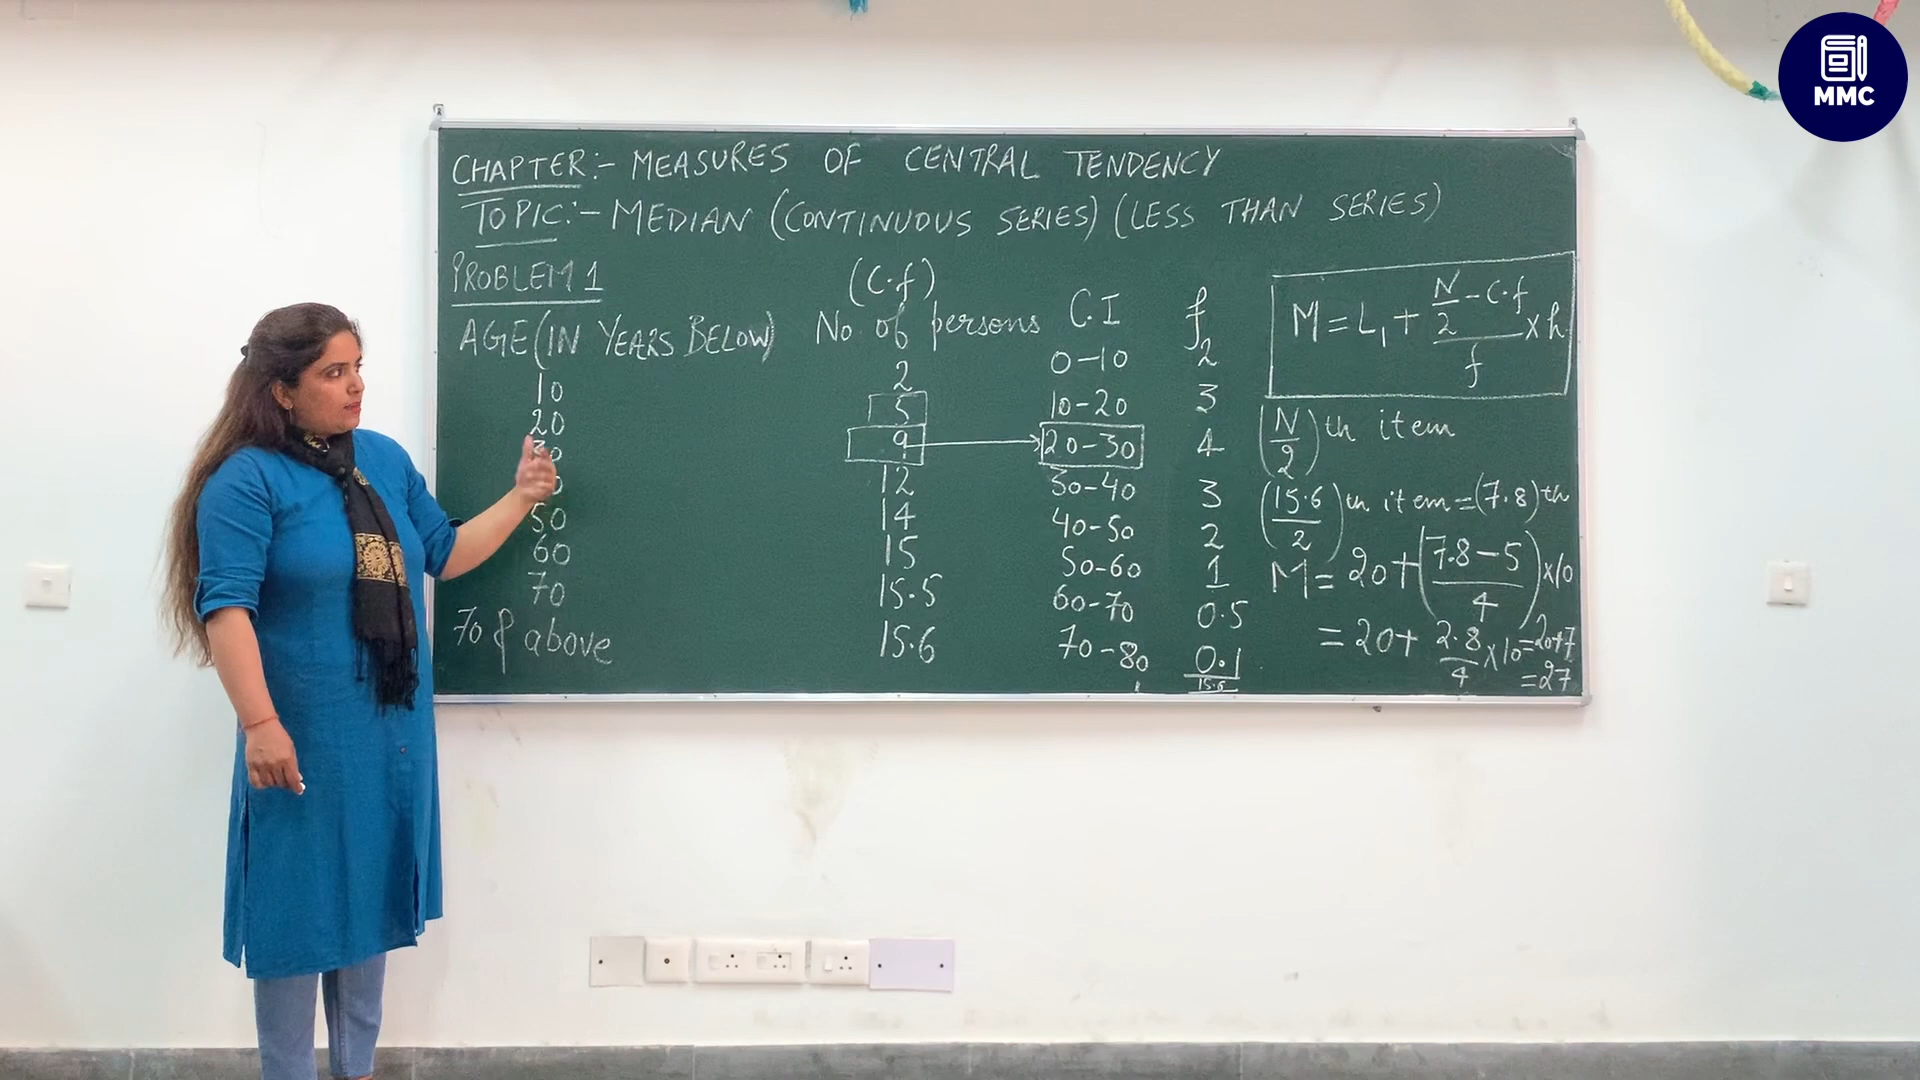 MMC
CHAPTER:- MEASURES OF CENTRAL TENDENCY
TOPIC:- MEDIAN (CONTINUOUS SERIES) (LESS THAN SERIES)
PROBLEM 1
AGE (IN YEARS BELOW)
10
20
30
0
50
60
70
70 & above
(C.f)
No. of persons
2
5
9
12
14
15
15.5
15.6
C.I
0-10
10-20
20-30
30-40
40-50
50-60
60-70
70-80
f
2
3
4
3
2
1
0.5
0.1
15.6
M = L₁ + (N/2 - C.f)/f × h
(N/2)th item
(15.6/2)th item = (7.8)th
M = 20 + (7.8 - 5 / 4) × 10
= 20 + 2.8/4 × 10 = 20 + 7
= 27